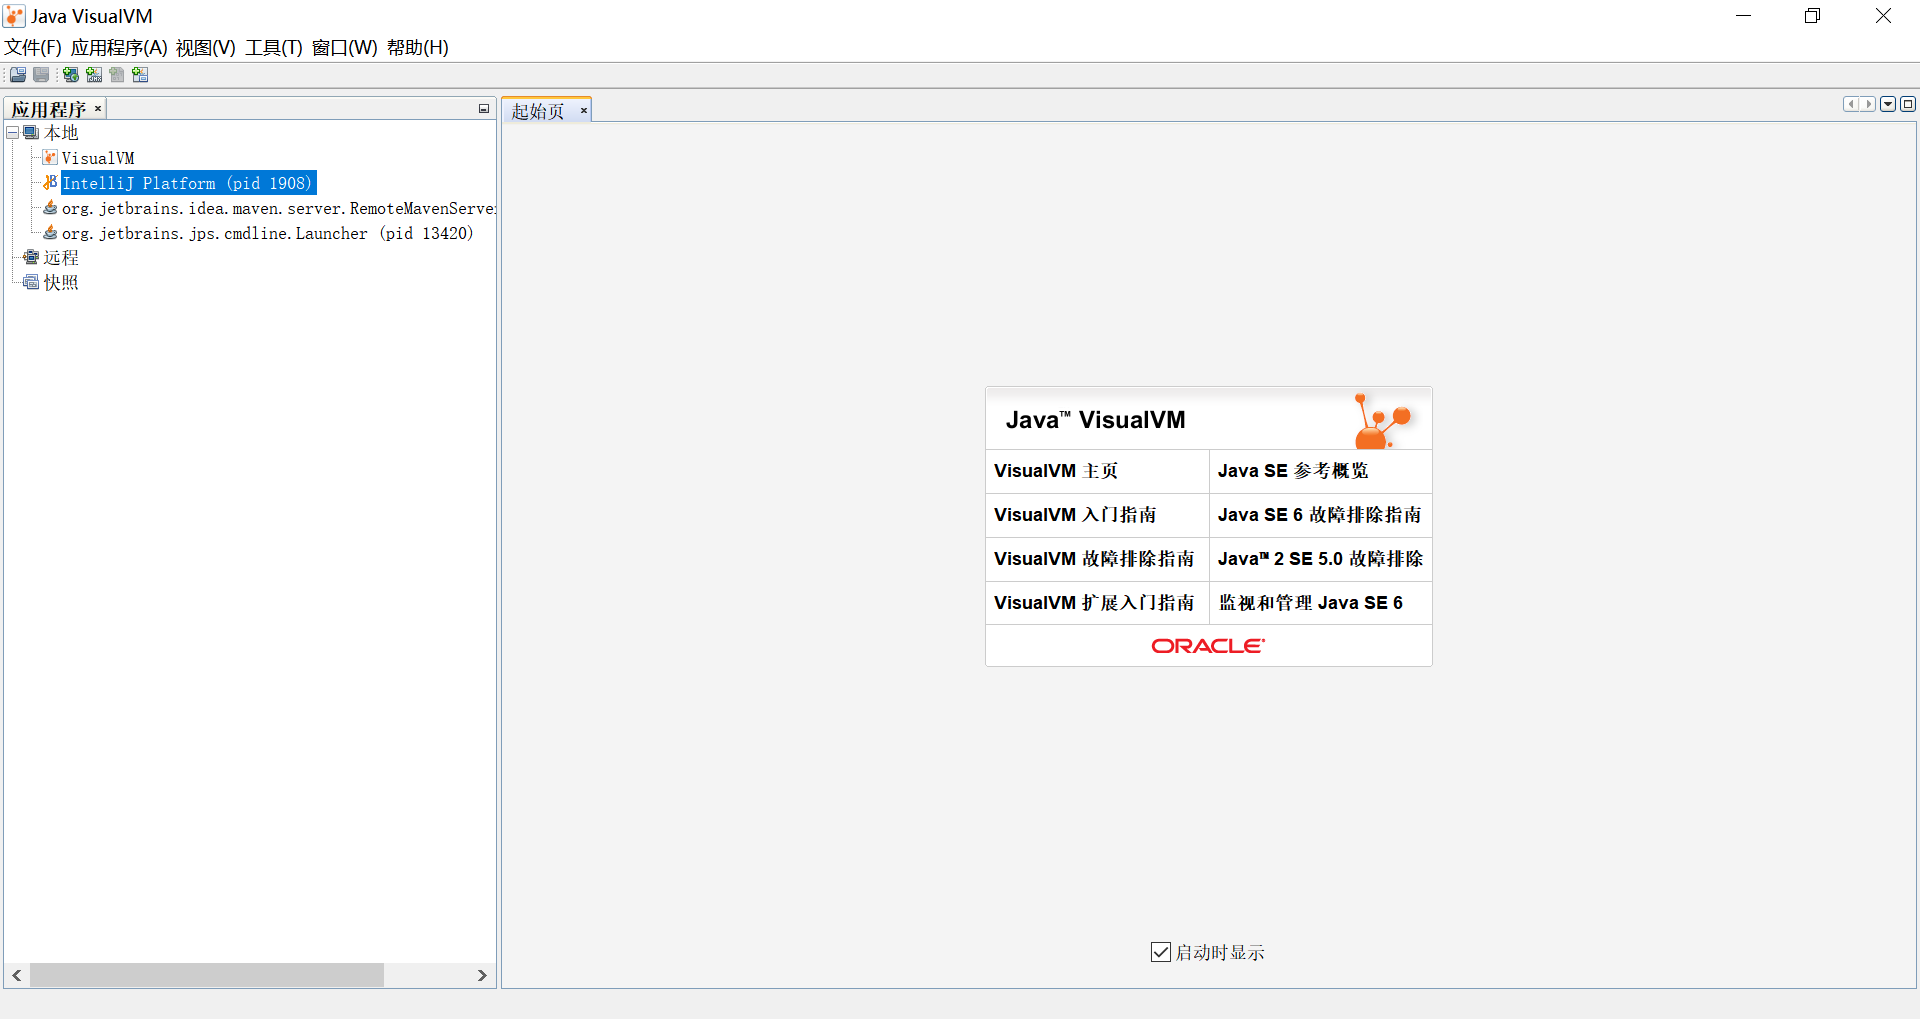 Java VisualVM
文件(F) 应用程序(A) 视图(V) 工具(T) 窗口(W) 帮助(H)
应用程序
本地
VisualVM
IntelliJ Platform (pid 1908)
org.jetbrains.idea.maven.server.RemoteMavenServer
org.jetbrains.jps.cmdline.Launcher (pid 13420)
远程
快照
起始页
Java™ VisualVM
VisualVM 主页
Java SE 参考概览
VisualVM 入门指南
Java SE 6 故障排除指南
VisualVM 故障排除指南
Java™ 2 SE 5.0 故障排除
VisualVM 扩展入门指南
监视和管理 Java SE 6
ORACLE
启动时显示